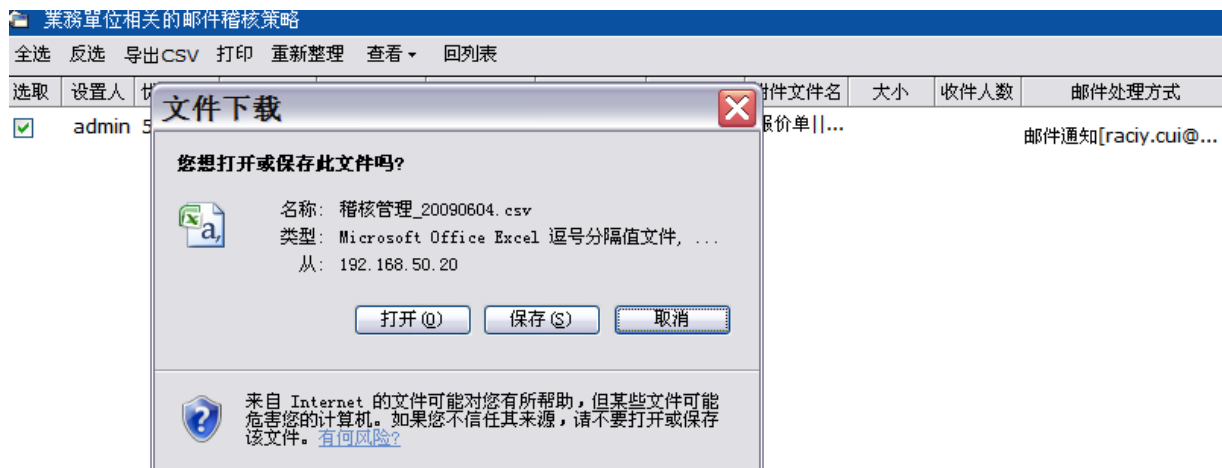 業務單位相关的邮件稽核策略
全选 反选 导出CSV 打印 重新整理 查看 回列表
选取 设置人 附件文件名 大小 收件人数 邮件处理方式
admin 5 报价单||... 邮件通知[raciy.cui@...
文件下载
您想打开或保存此文件吗?
名称: 稽核管理_20090604.csv
类型: Microsoft Office Excel 逗号分隔值文件, ...
从: 192.168.50.20
打开(O) 保存(S) 取消
来自 Internet 的文件可能对您有所帮助，但某些文件可能
危害您的计算机。如果您不信任其来源，请不要打开或保存
该文件。有何风险?